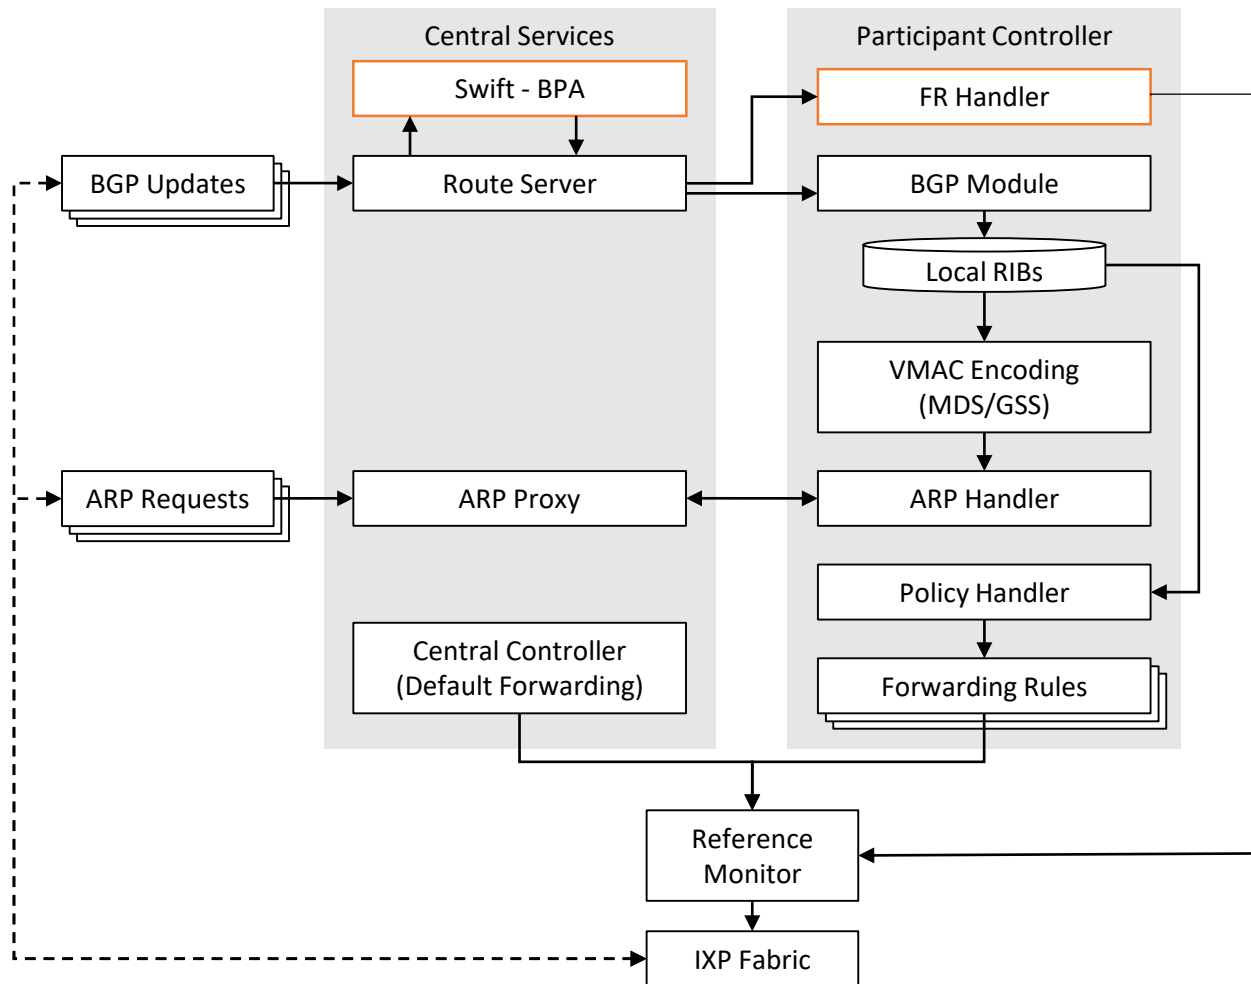 Central Services
Participant Controller
Swift - BPA
FR Handler
BGP Updates
Route Server
BGP Module
Local RIBs
VMAC Encoding
(MDS/GSS)
ARP Requests
ARP Proxy
ARP Handler
Policy Handler
Central Controller
(Default Forwarding)
Forwarding Rules
Reference
Monitor
IXP Fabric